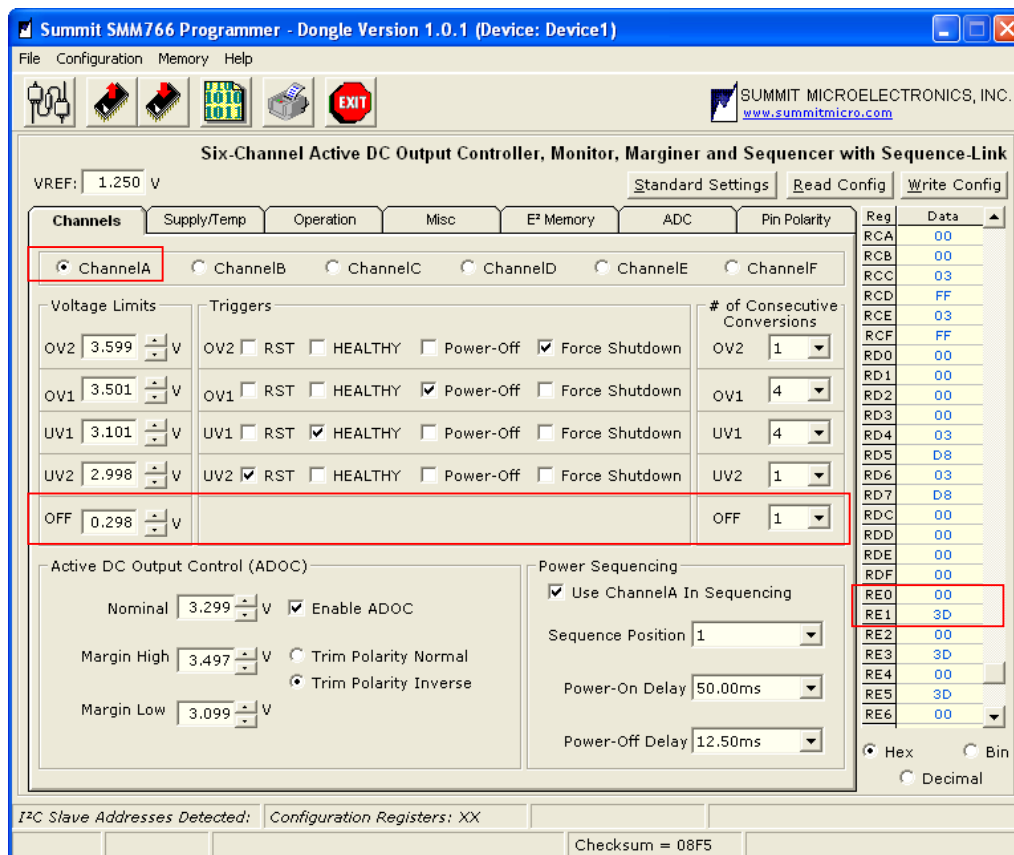 Summit SMM766 Programmer - Dongle Version 1.0.1 (Device: Device1)
File Configuration Memory Help
1010
1011
EXIT
SUMMIT MICROELECTRONICS, INC.
www.summitmicro.com
Six-Channel Active DC Output Controller, Monitor, Marginer and Sequencer with Sequence-Link
VREF: 1.250 V
Standard Settings Read Config Write Config
Channels Supply/Temp Operation Misc E² Memory ADC Pin Polarity
ChannelA ChannelB ChannelC ChannelD ChannelE ChannelF
Voltage Limits Triggers # of Consecutive Conversions
OV2 3.599 V OV2 RST HEALTHY Power-Off Force Shutdown OV2 1
OV1 3.501 V OV1 RST HEALTHY Power-Off Force Shutdown OV1 4
UV1 3.101 V UV1 RST HEALTHY Power-Off Force Shutdown UV1 4
UV2 2.998 V UV2 RST HEALTHY Power-Off Force Shutdown UV2 1
OFF 0.298 V OFF 1
Active DC Output Control (ADOC)
Nominal 3.299 V Enable ADOC
Margin High 3.497 V Trim Polarity Normal
Trim Polarity Inverse
Margin Low 3.099 V
Power Sequencing
Use ChannelA In Sequencing
Sequence Position 1
Power-On Delay 50.00ms
Power-Off Delay 12.50ms
Reg Data
RCA 00
RCB 00
RCC 03
RCD FF
RCE 03
RCF FF
RD0 00
RD1 00
RD2 00
RD3 00
RD4 03
RD5 D8
RD6 03
RD7 D8
RDC 00
RDD 00
RDE 00
RDF 00
RE0 00
RE1 3D
RE2 00
RE3 3D
RE4 00
RE5 3D
RE6 00
Hex Bin
Decimal
I²C Slave Addresses Detected: Configuration Registers: XX
Checksum = 08F5